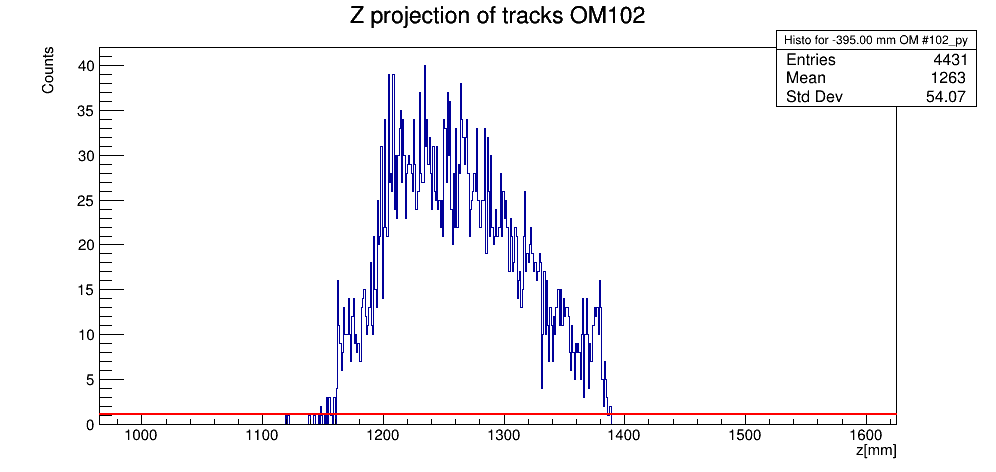 Z projection of tracks OM102
Histo for -395.00 mm OM #102_py
Entries 4431
Mean 1263
Std Dev 54.07
Counts
40
35
30
25
20
15
10
5
0
1000 1100 1200 1300 1400 1500 1600
z[mm]